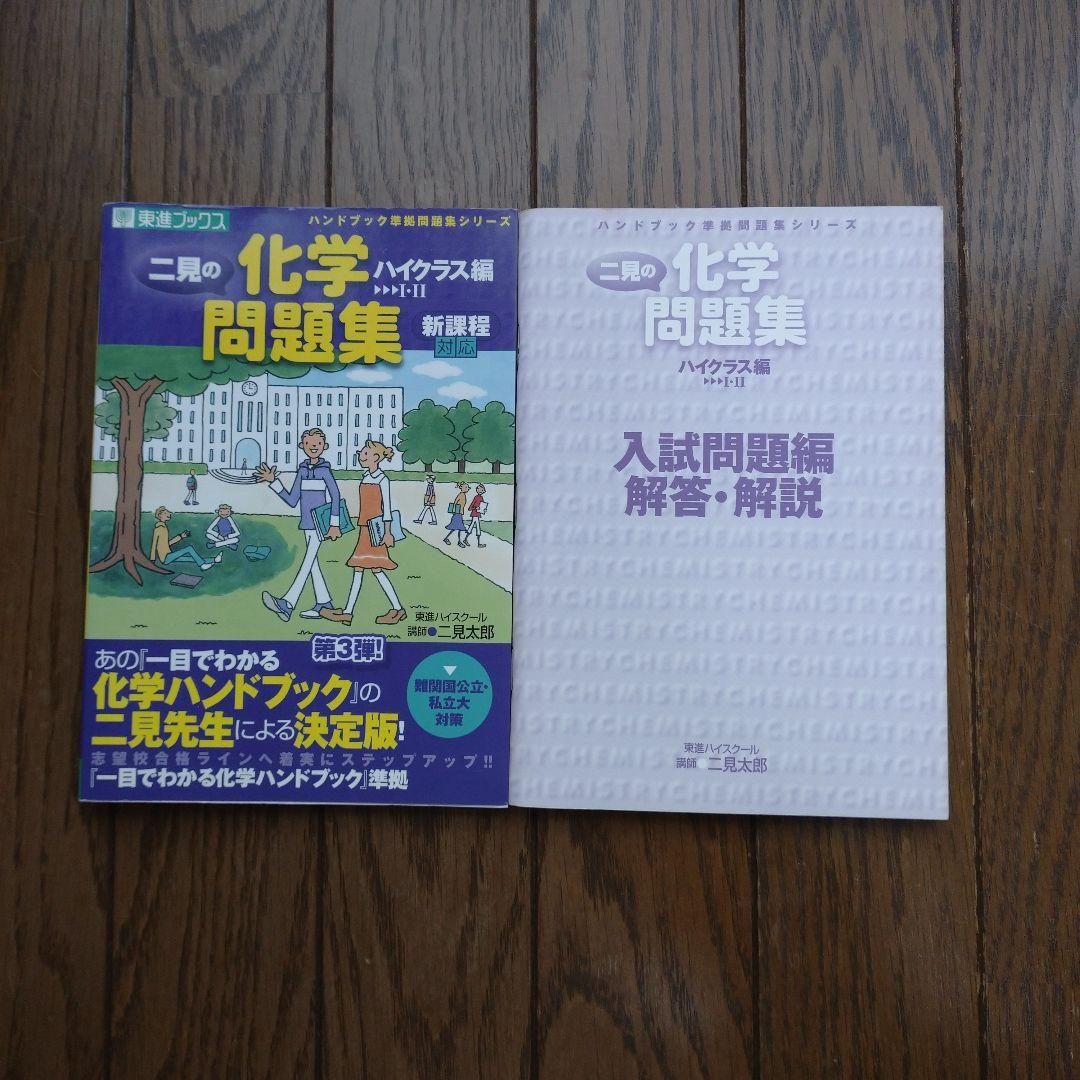 東進ブックス
ハンドブック準拠問題集シリーズ
二見の
化学
ハイクラス編
▶▶▶I・II
問題集
新課程
対応
東進ハイスクール
講師●二見太郎
第3弾!
あの『一目でわかる
化学ハンドブック』の
二見先生による決定版!
難関国公立・
私立大
対策
志望校合格ラインへ着実にステップアップ!!
『一目でわかる化学ハンドブック』準拠
ハンドブック準拠問題集シリーズ
二見の
化学
問題集
ハイクラス編
▶▶▶I・II
入試問題編
解答・解説
東進ハイスクール
講師●二見太郎